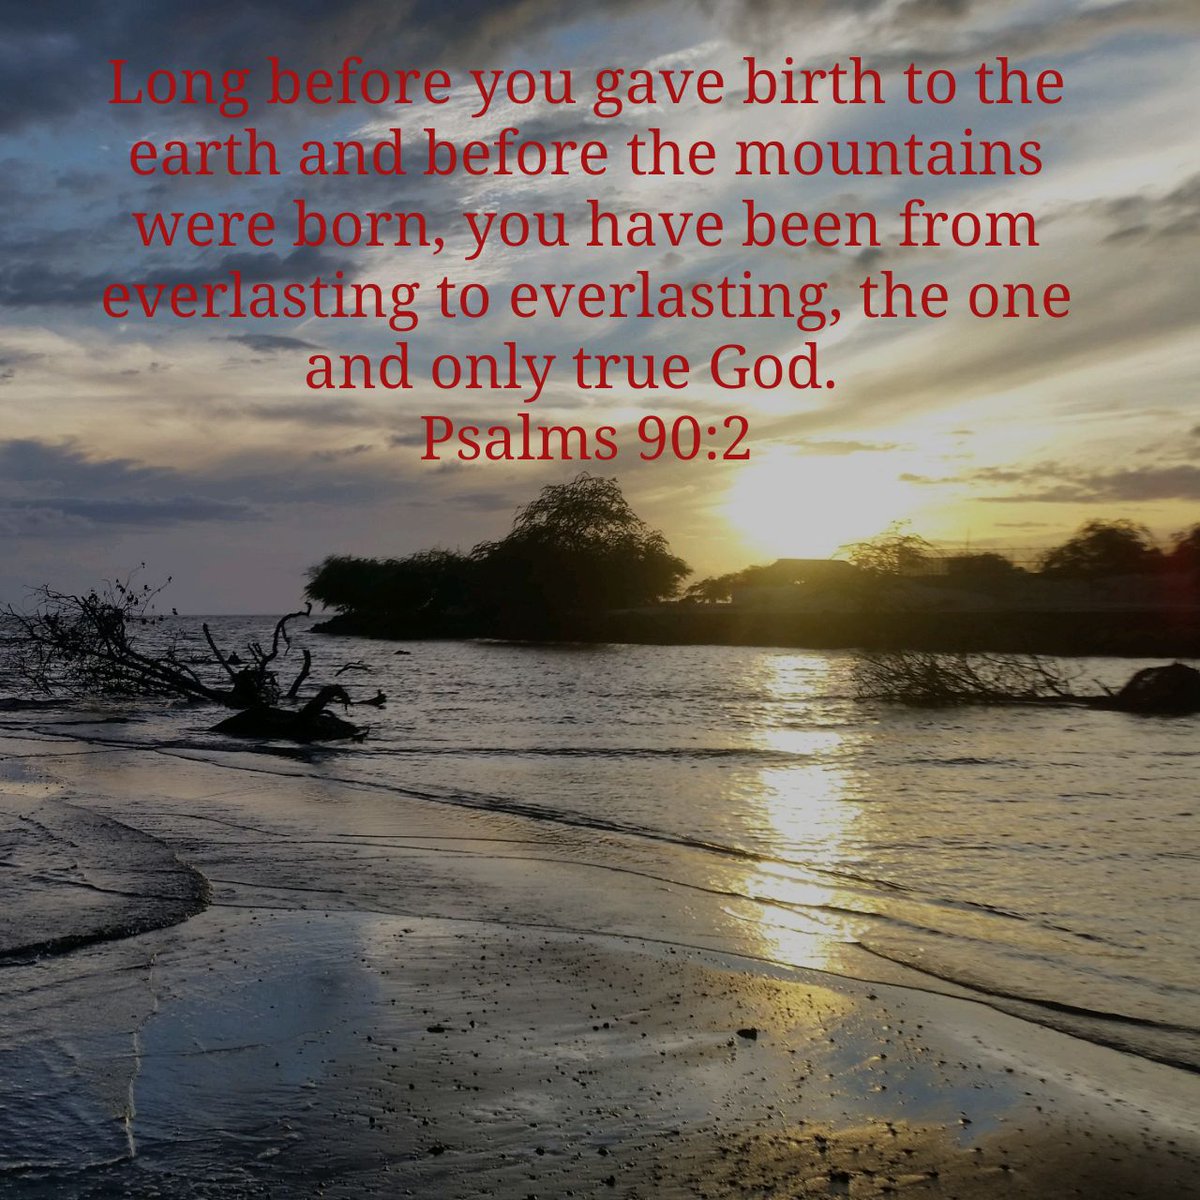 Long before you gave birth to the
earth and before the mountains
were born, you have been from
everlasting to everlasting, the one
and only true God.
Psalms 90:2